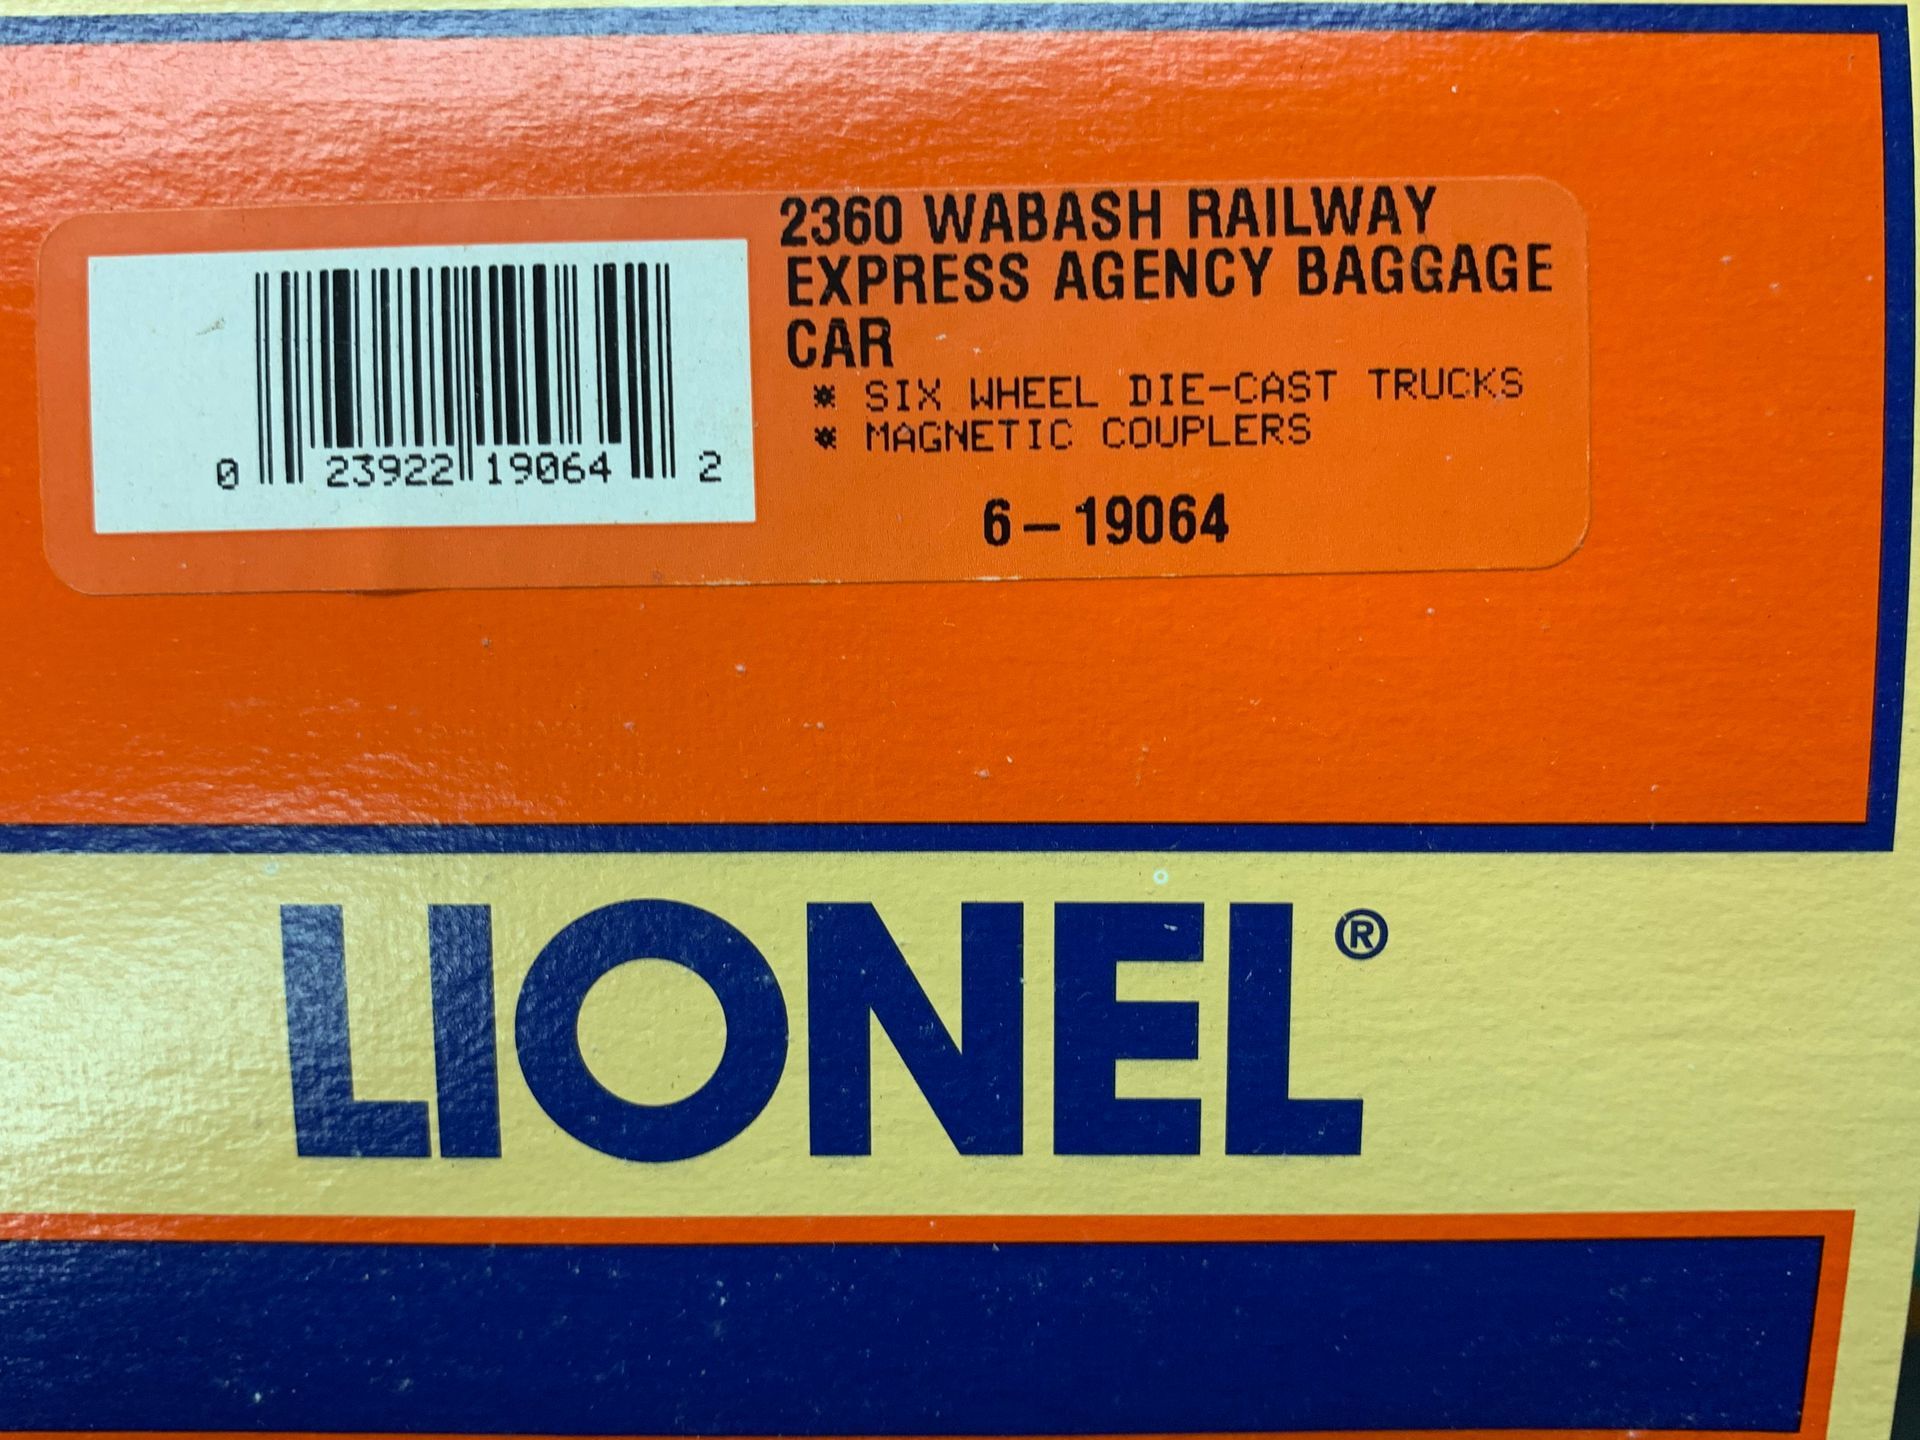 2360 WABASH RAILWAY
EXPRESS AGENCY BAGGAGE
CAR
* SIX WHEEL DIE-CAST TRUCKS
* MAGNETIC COUPLERS
6-19064
0 23922 19064 2
LIONEL®